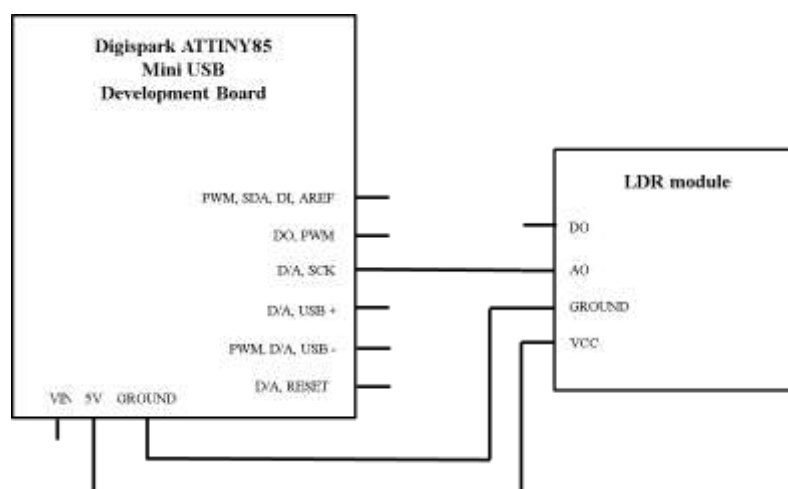 Digispark ATTINY85
Mini USB
Development Board
PWM, SDA, DI, AREF
DO, PWM
D/A, SCK
D/A, USB +
PWM, D/A, USB -
D/A, RESET
VIN 5V GROUND
LDR module
DO
AO
GROUND
VCC